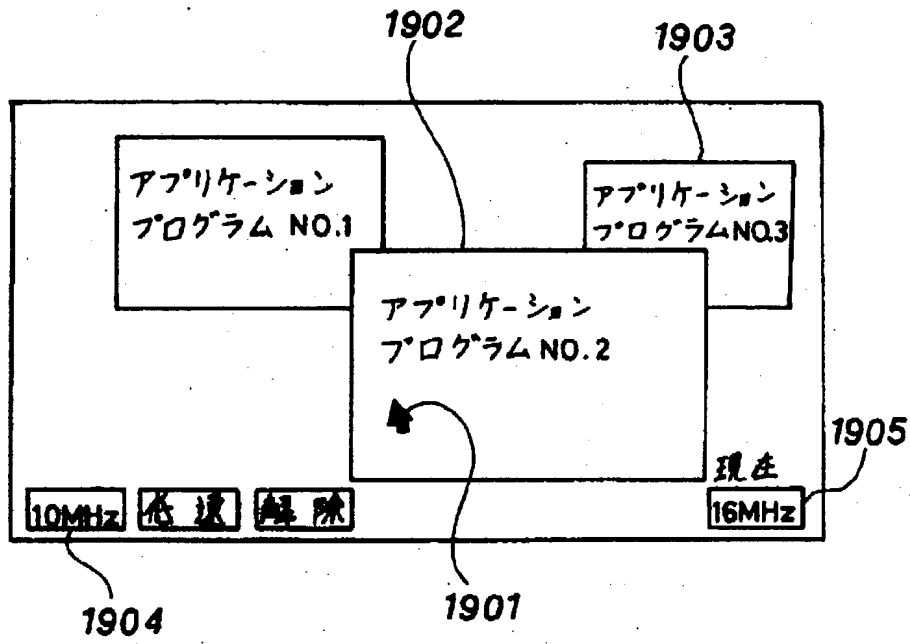 1902
1903
アプリケーション
プログラム NO.1
アプリケーション
プログラム NO.3
アプリケーション
プログラム NO.2
1905
現在
10MHz 低速 解除
16MHz
1904
1901